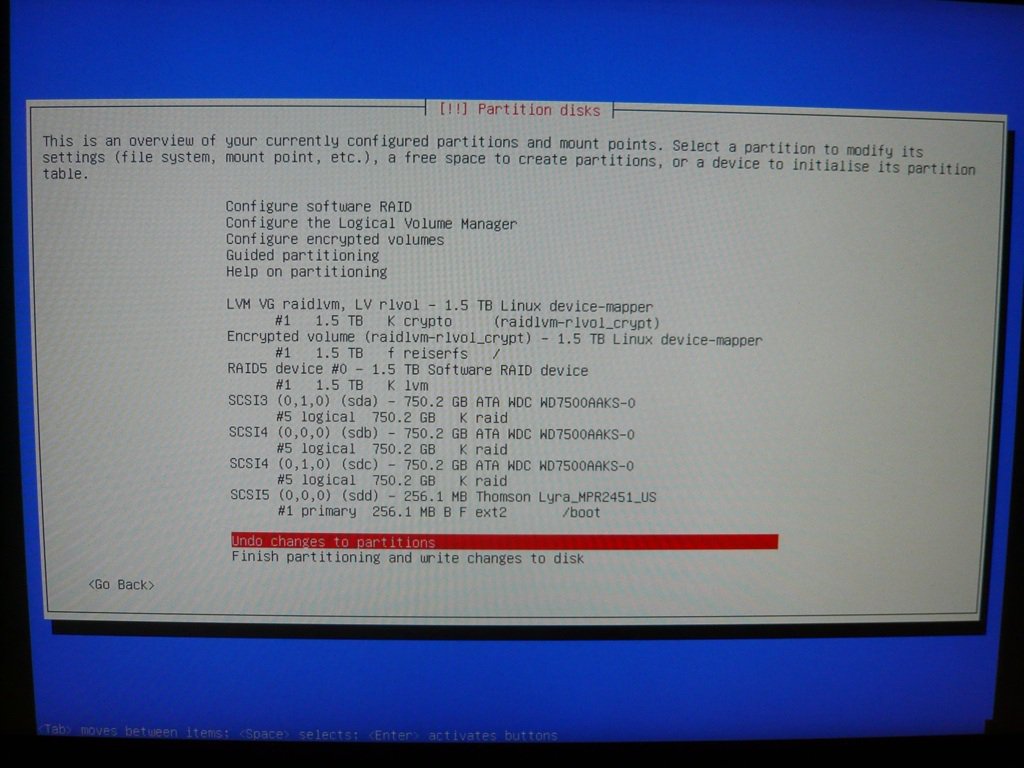 [!!] Partition disks
This is an overview of your currently configured partitions and mount points. Select a partition to modify its
settings (file system, mount point, etc.), a free space to create partitions, or a device to initialise its partition
table.
Configure software RAID
Configure the Logical Volume Manager
Configure encrypted volumes
Guided partitioning
Help on partitioning
LVM VG raidlvm, LV rlvol - 1.5 TB Linux device-mapper
#1 1.5 TB K crypto (raidlvm-rlvol_crypt)
Encrypted volume (raidlvm-rlvol_crypt) - 1.5 TB Linux device-mapper
#1 1.5 TB f reiserfs /
RAID5 device #0 - 1.5 TB Software RAID device
#1 1.5 TB K lvm
SCSI3 (0,1,0) (sda) - 750.2 GB ATA WDC WD7500AAKS-0
#5 logical 750.2 GB K raid
SCSI4 (0,0,0) (sdb) - 750.2 GB ATA WDC WD7500AAKS-0
#5 logical 750.2 GB K raid
SCSI4 (0,1,0) (sdc) - 750.2 GB ATA WDC WD7500AAKS-0
#5 logical 750.2 GB K raid
SCSI5 (0,0,0) (sdd) - 256.1 MB Thomson Lyra_MPR2451_US
#1 primary 256.1 MB B F ext2 /boot
Undo changes to partitions
Finish partitioning and write changes to disk
<Go Back>
<Tab> moves between items; <Space> selects; <Enter> activates buttons